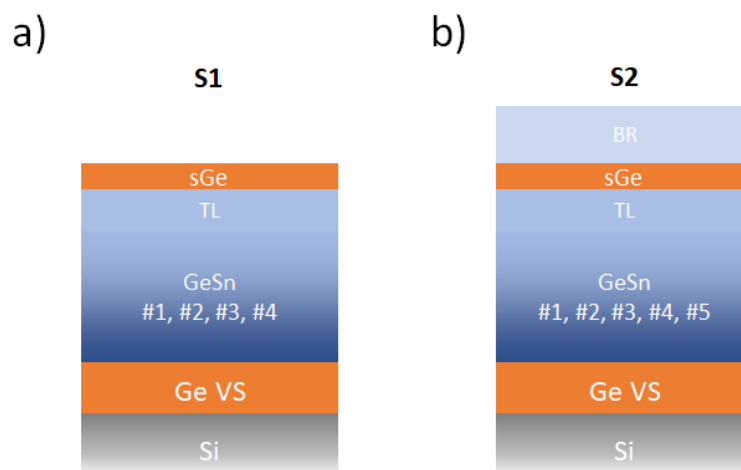 a)
S1
sGe
TL
GeSn
#1, #2, #3, #4
Ge VS
Si
b)
S2
BR
sGe
TL
GeSn
#1, #2, #3, #4, #5
Ge VS
Si